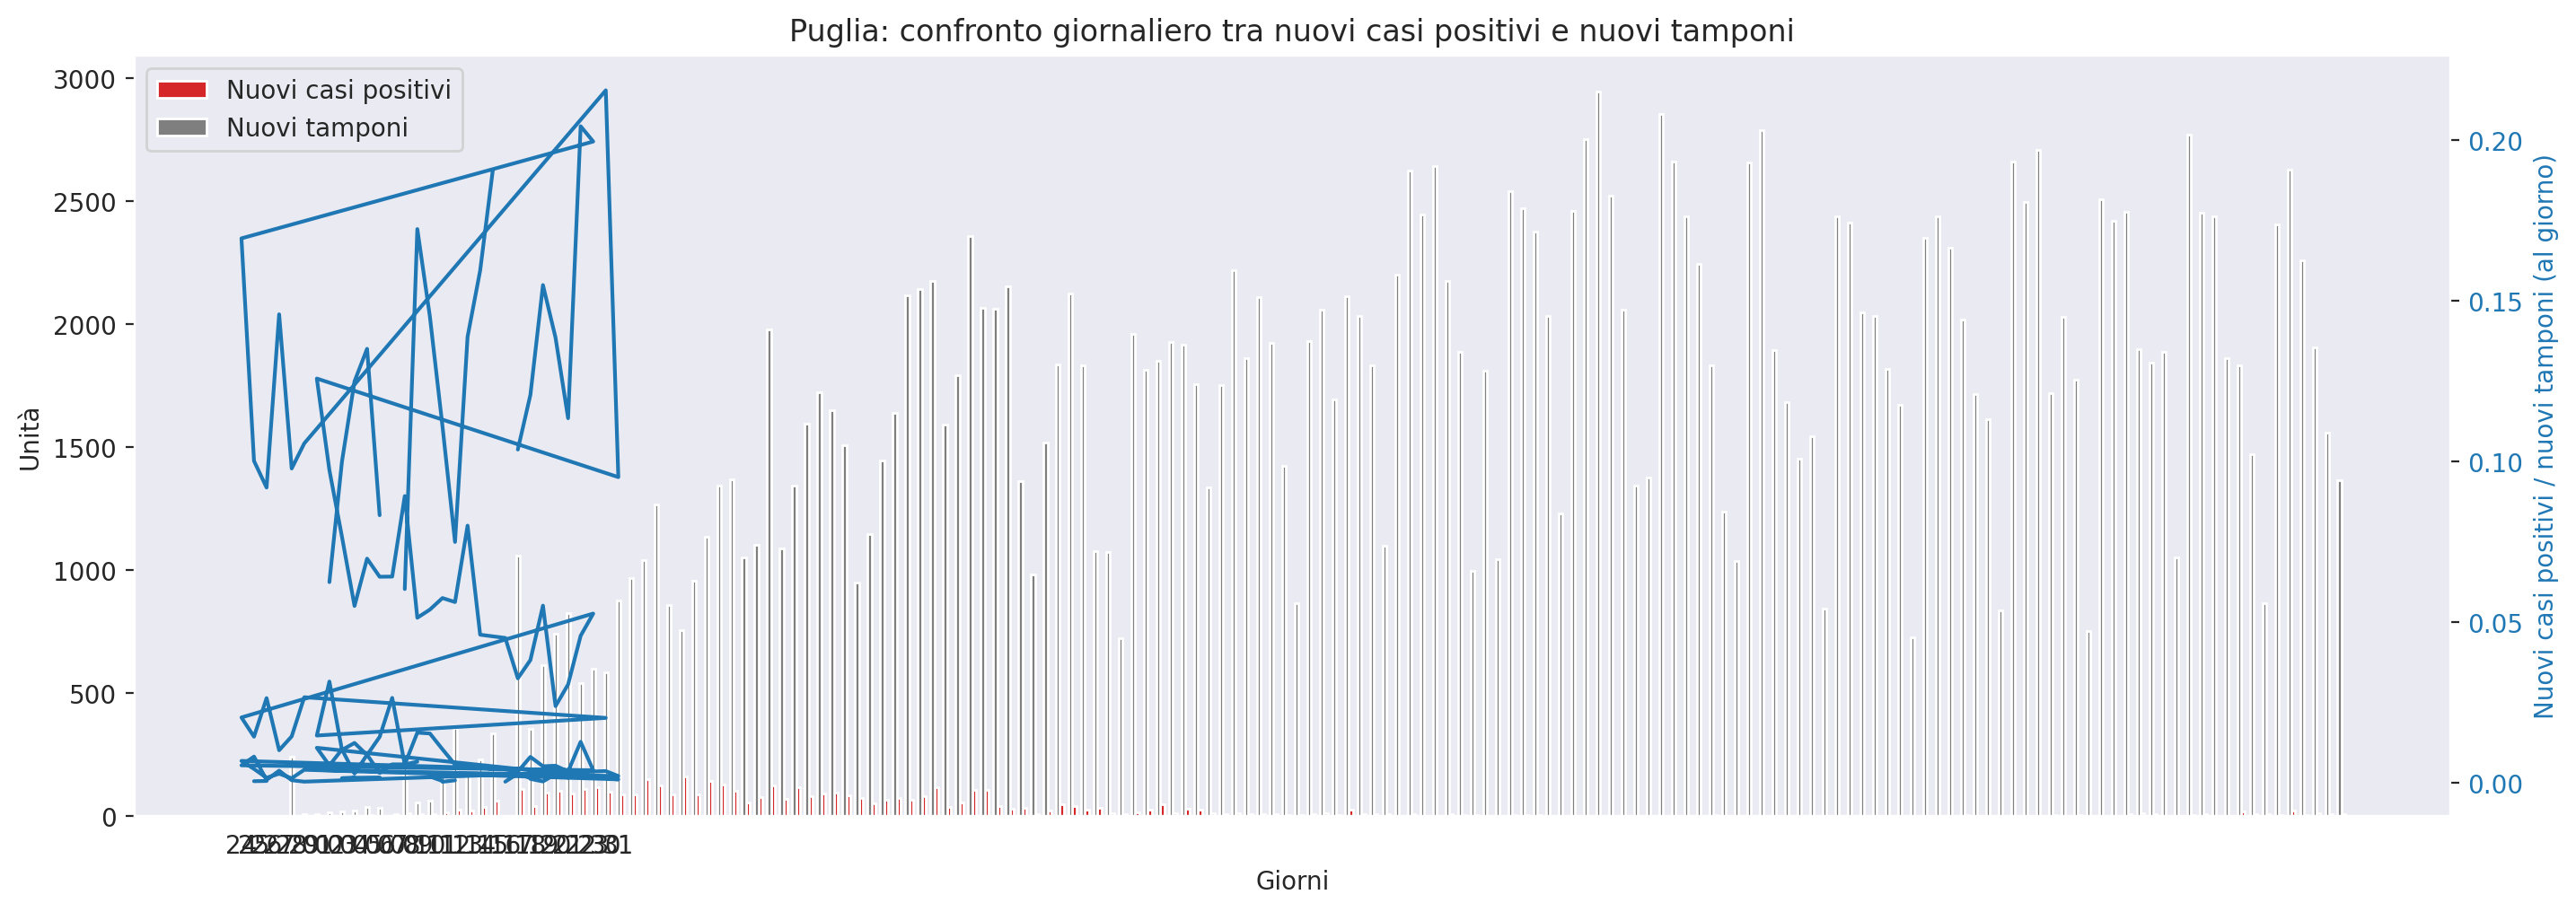 Puglia: confronto giornaliero tra nuovi casi positivi e nuovi tamponi
Nuovi casi positivi
Nuovi tamponi
3000
2500
2000
1500
1000
500
0
Unità
0.20
0.15
0.10
0.05
0.00
Nuovi casi positivi / nuovi tamponi (al giorno)
Giorni